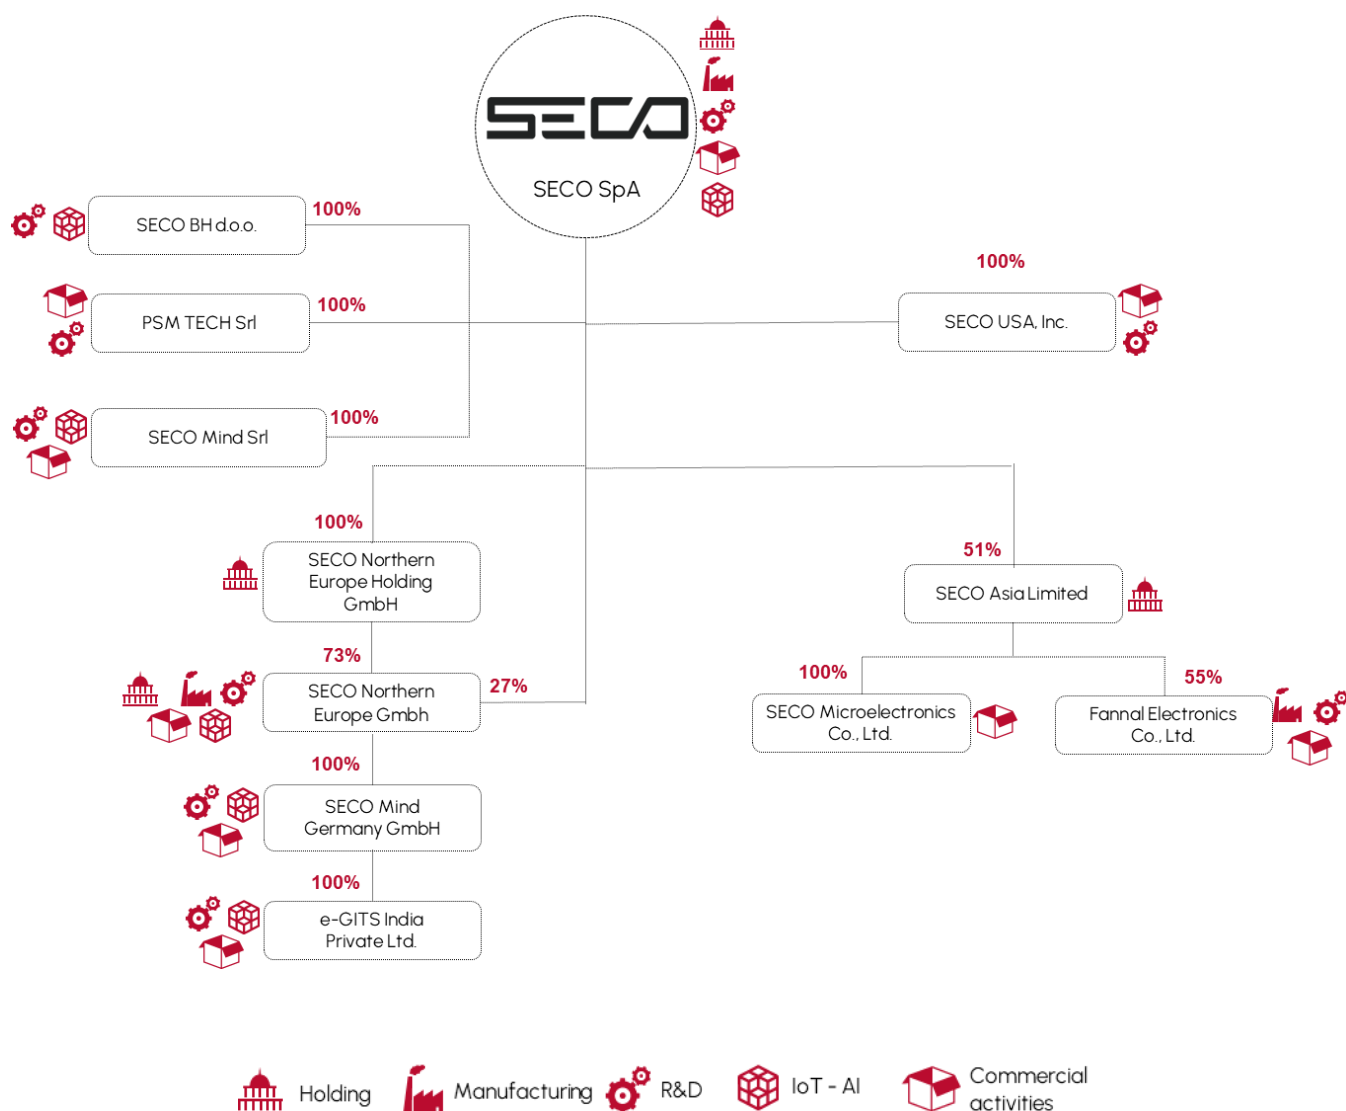 SECO
SECO SpA
100%
SECO BH d.o.o.
100%
PSM TECH Srl
100%
SECO USA, Inc.
100%
SECO Mind Srl
100%
SECO Northern
Europe Holding
GmbH
51%
SECO Asia Limited
73%
SECO Northern
Europe Gmbh
27%
100%
SECO Microelectronics
Co., Ltd.
55%
Fannal Electronics
Co., Ltd.
100%
SECO Mind
Germany GmbH
100%
e-GITS India
Private Ltd.
Holding
Manufacturing
R&D
IoT - AI
Commercial
activities